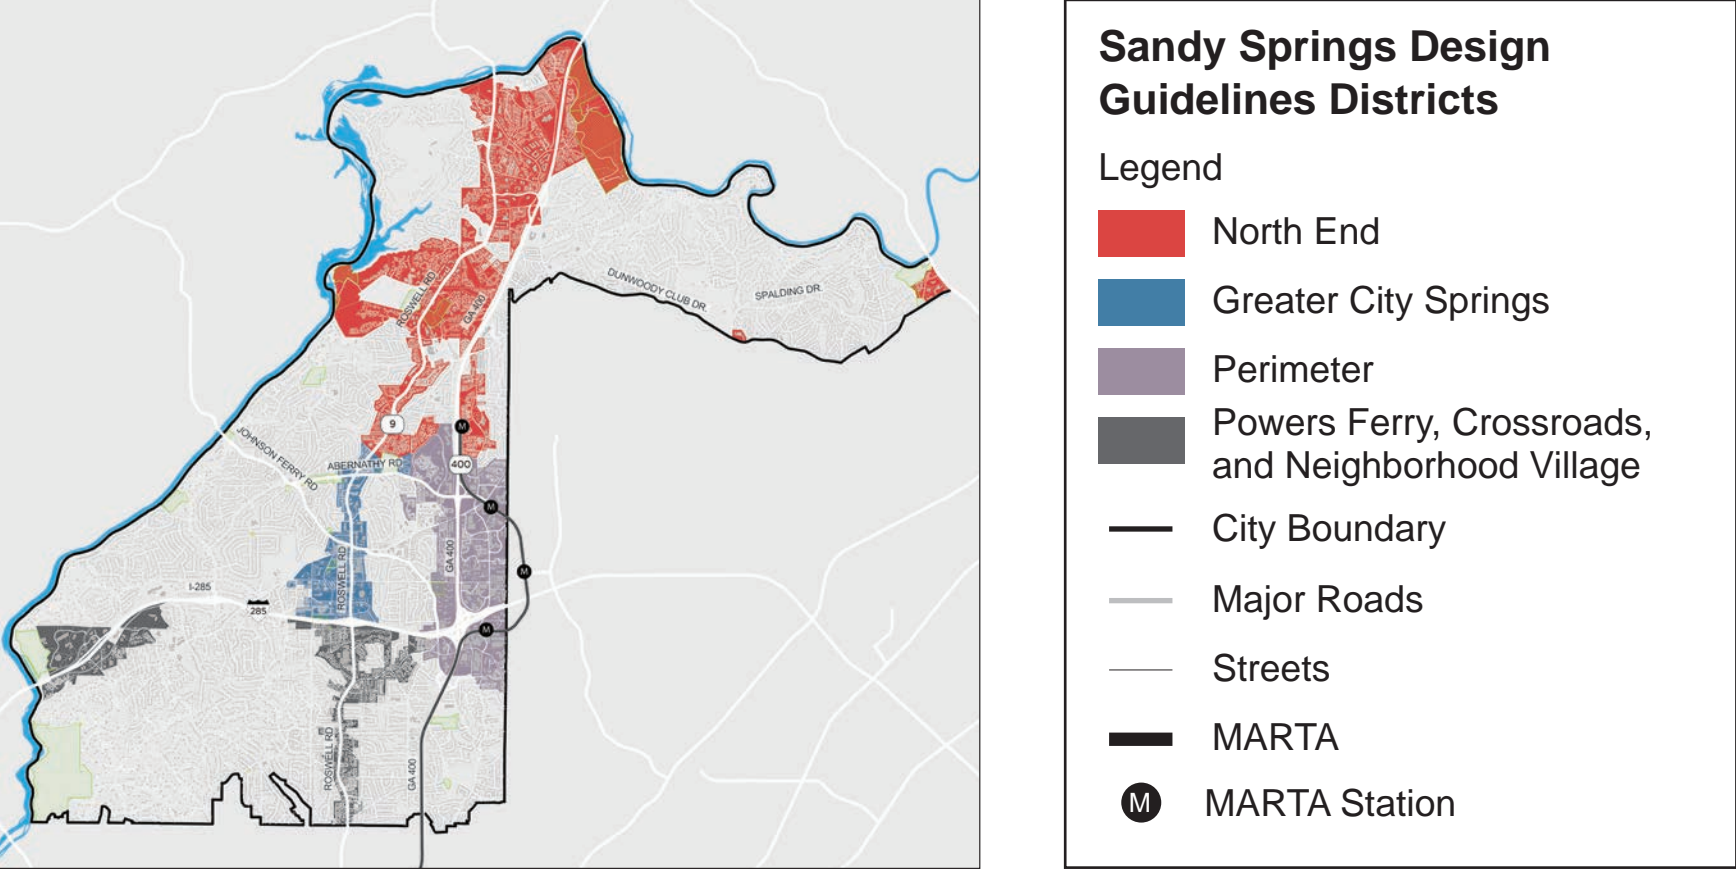 DUNWOODY CLUB DR.
SPALDING DR.
ROSWELL RD
GA 400
9
M
JOHNSON FERRY RD
ABERNATHY RD
400
M
ROSWELL RD
GA 400
M
I-285
285
M
ROSWELL RD
GA 400
Sandy Springs Design
Guidelines Districts
Legend
North End
Greater City Springs
Perimeter
Powers Ferry, Crossroads,
and Neighborhood Village
City Boundary
Major Roads
Streets
MARTA
M MARTA Station